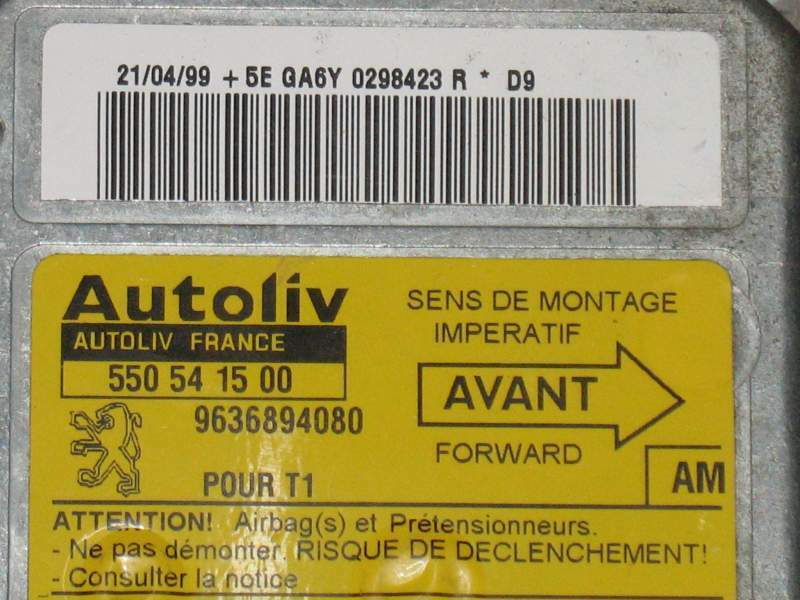 21/04/99 + 5E GA6Y 0298423 R * D9
Autoliv
AUTOLIV FRANCE
550 54 15 00
9636894080
POUR T1
SENS DE MONTAGE
IMPERATIF
AVANT
FORWARD
AM
ATTENTION! Airbag(s) et Prétensionneurs.
- Ne pas démonter. RISQUE DE DECLENCHEMENT!
- Consulter la notice